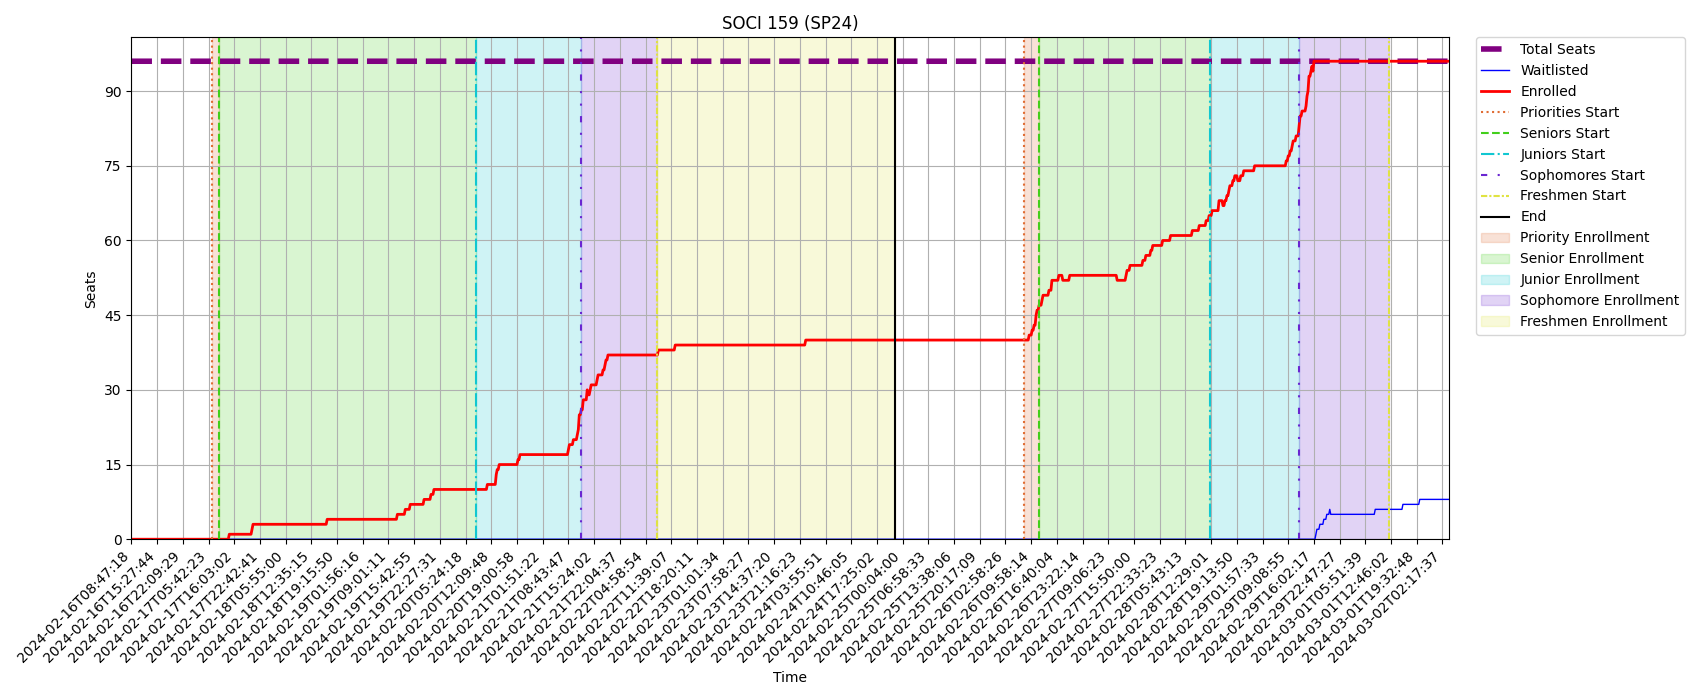 SOCI 159 (SP24)
Seats
90
75
60
45
30
15
0
2024-02-16T08:47:18
2024-02-16T15:27:44
2024-02-16T22:09:29
2024-02-17T05:42:23
2024-02-17T16:03:02
2024-02-17T22:42:41
2024-02-18T05:55:00
2024-02-18T12:35:15
2024-02-18T19:15:50
2024-02-19T01:56:16
2024-02-19T09:01:11
2024-02-19T15:42:55
2024-02-19T22:27:31
2024-02-20T05:24:18
2024-02-20T12:09:48
2024-02-20T19:00:58
2024-02-21T01:51:22
2024-02-21T08:43:47
2024-02-21T15:24:02
2024-02-21T22:04:37
2024-02-22T04:58:54
2024-02-22T11:39:07
2024-02-22T18:20:11
2024-02-23T01:01:34
2024-02-23T07:58:27
2024-02-23T14:37:20
2024-02-23T21:16:23
2024-02-24T03:55:51
2024-02-24T10:46:05
2024-02-24T17:25:02
2024-02-25T00:04:00
2024-02-25T06:58:33
2024-02-25T13:38:06
2024-02-25T20:17:09
2024-02-26T02:58:26
2024-02-26T09:58:14
2024-02-26T16:40:04
2024-02-26T23:22:14
2024-02-27T09:06:23
2024-02-27T15:50:00
2024-02-27T22:33:23
2024-02-28T05:43:13
2024-02-28T12:29:01
2024-02-28T19:13:50
2024-02-29T01:57:33
2024-02-29T09:08:55
2024-02-29T16:02:17
2024-02-29T22:47:27
2024-03-01T05:51:39
2024-03-01T12:46:02
2024-03-01T19:32:48
2024-03-02T02:17:37
Time
Total Seats
Waitlisted
Enrolled
Priorities Start
Seniors Start
Juniors Start
Sophomores Start
Freshmen Start
End
Priority Enrollment
Senior Enrollment
Junior Enrollment
Sophomore Enrollment
Freshmen Enrollment